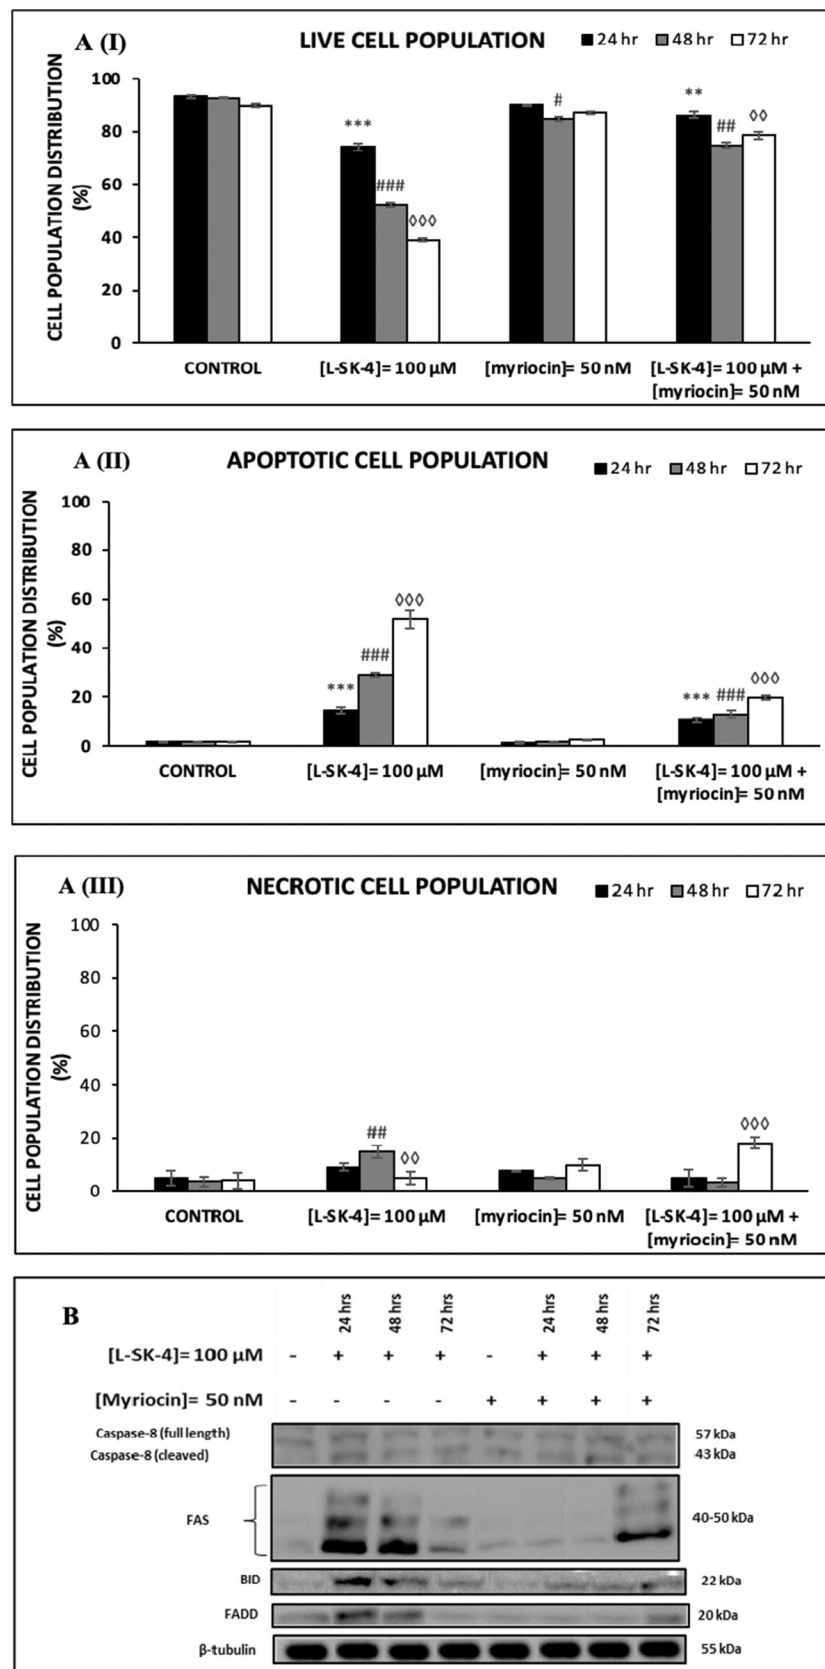 A (I)
LIVE CELL POPULATION
24 hr 48 hr 72 hr
CELL POPULATION DISTRIBUTION
(%)
100
80
60
40
20
0
***
###
◊◊◊
#
**
##
◊◊
CONTROL
[L-SK-4]= 100 µM
[myriocin]= 50 nM
[L-SK-4]= 100 µM +
[myriocin]= 50 nM
A (II)
APOPTOTIC CELL POPULATION
24 hr 48 hr 72 hr
CELL POPULATION DISTRIBUTION
(%)
100
80
60
40
20
0
***
###
◊◊◊
***
###
◊◊◊
CONTROL
[L-SK-4]= 100 µM
[myriocin]= 50 nM
[L-SK-4]= 100 µM +
[myriocin]= 50 nM
A (III)
NECROTIC CELL POPULATION
24 hr 48 hr 72 hr
CELL POPULATION DISTRIBUTION
(%)
100
80
60
40
20
0
##
◊◊
◊◊◊
CONTROL
[L-SK-4]= 100 µM
[myriocin]= 50 nM
[L-SK-4]= 100 µM +
[myriocin]= 50 nM
B
24 hrs 48 hrs 72 hrs 24 hrs 48 hrs 72 hrs
[L-SK-4]= 100 µM - + + + - + + +
[Myriocin]= 50 nM - - - - + + + +
Caspase-8 (full length) 57 kDa
Caspase-8 (cleaved) 43 kDa
FAS 40-50 kDa
BID 22 kDa
FADD 20 kDa
β-tubulin 55 kDa